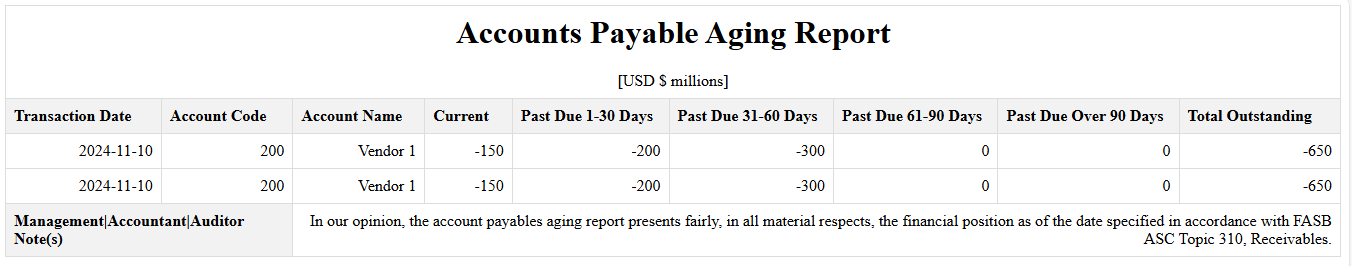 Accounts Payable Aging Report
[USD $ millions]
Transaction Date Account Code Account Name Current Past Due 1-30 Days Past Due 31-60 Days Past Due 61-90 Days Past Due Over 90 Days Total Outstanding
2024-11-10 200 Vendor 1 -150 -200 -300 0 0 -650
2024-11-10 200 Vendor 1 -150 -200 -300 0 0 -650
Management|Accountant|Auditor
Note(s)
In our opinion, the account payables aging report presents fairly, in all material respects, the financial position as of the date specified in accordance with FASB
ASC Topic 310, Receivables.